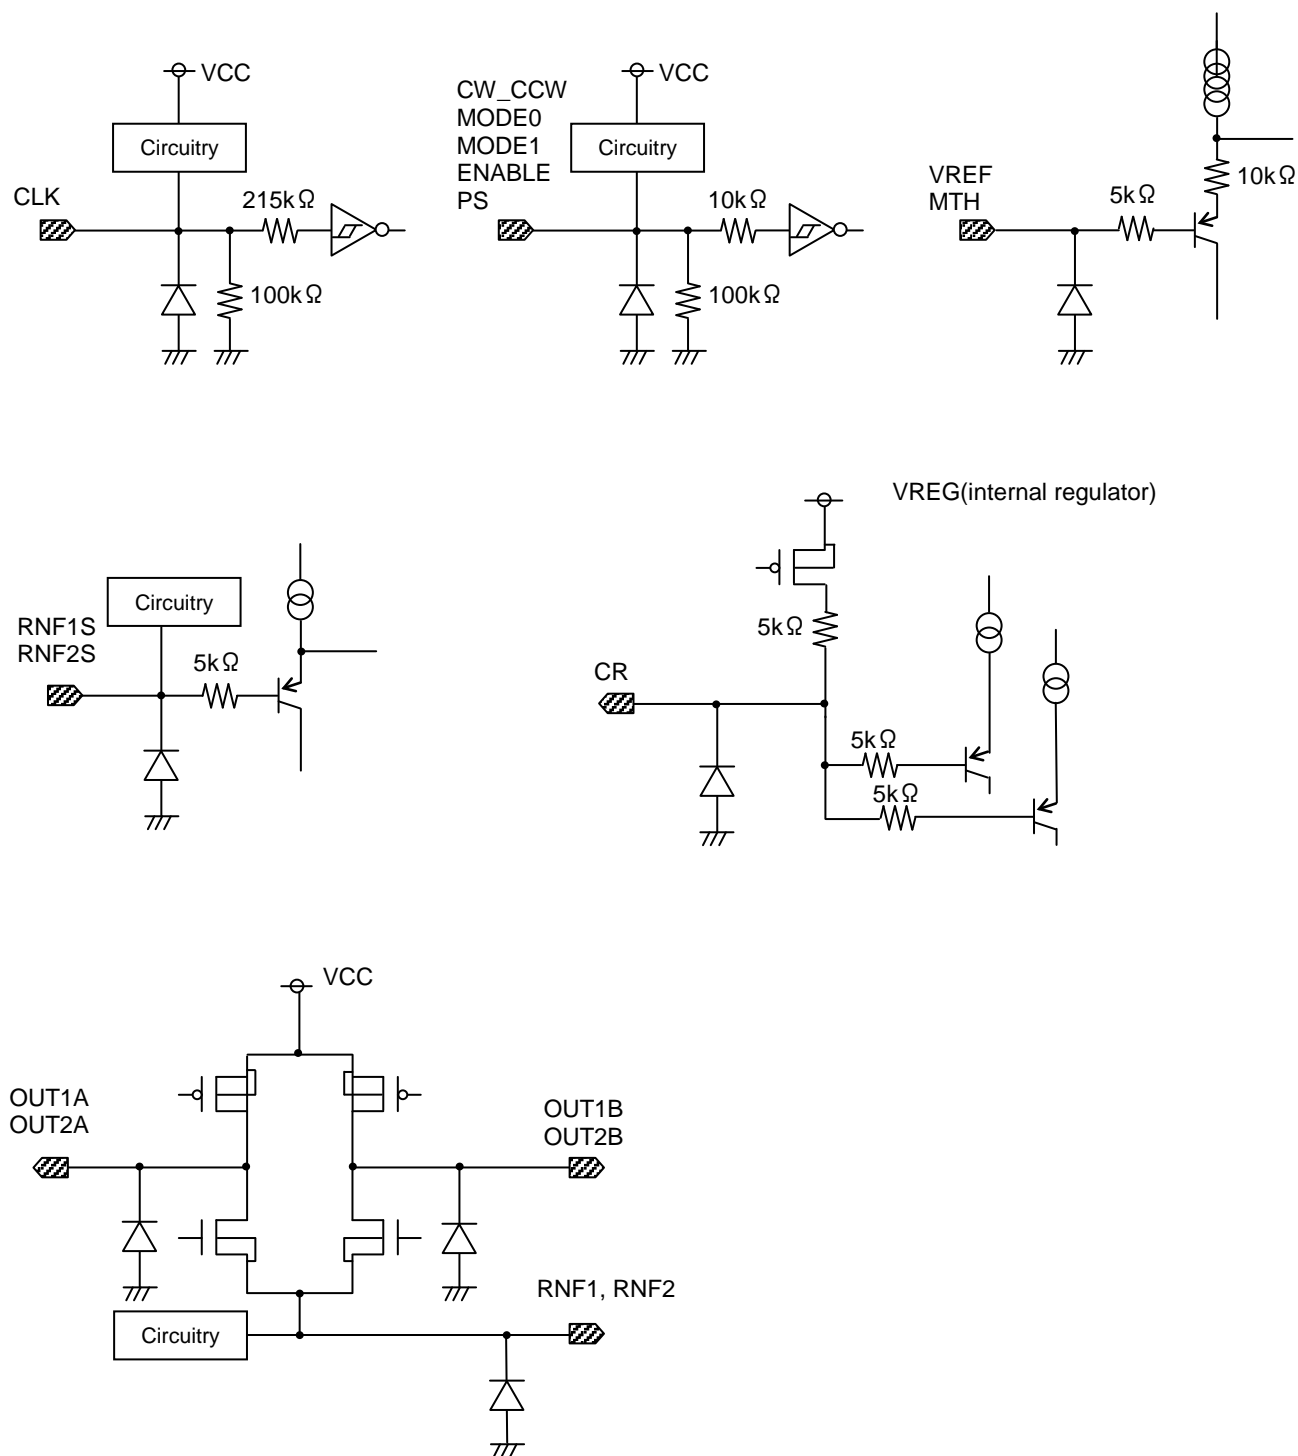 VCC
Circuitry
CLK
215kΩ
100kΩ
VCC
CW_CCW
MODE0
MODE1
ENABLE
PS
Circuitry
10kΩ
100kΩ
VREF
MTH
5kΩ
10kΩ
Circuitry
RNF1S
RNF2S
5kΩ
VREG(internal regulator)
5kΩ
CR
5kΩ
5kΩ
VCC
OUT1A
OUT2A
OUT1B
OUT2B
RNF1, RNF2
Circuitry